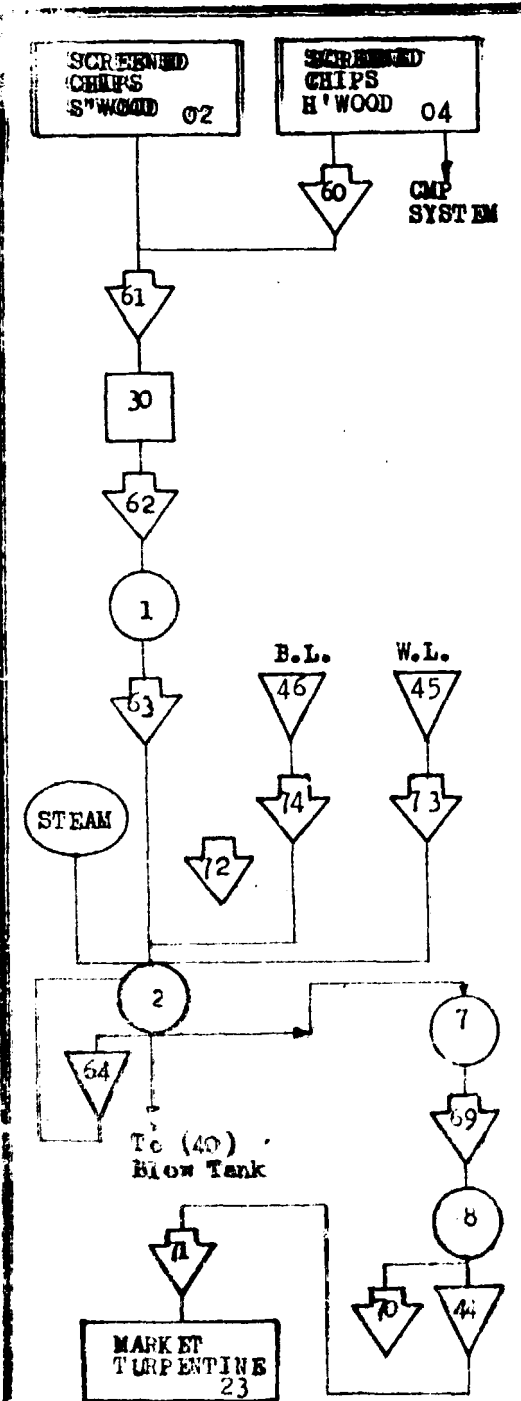 SCREENED
CHIPS
S"WOOD 02
SCREENED
CHIPS
H'WOOD 04
60
CMP
SYSTEM
61
30
62
1
63
B.L.
46
W.L.
45
STEAM
74
73
72
2
7
64
To (40)
Blow Tank
69
8
71
70
44
MARKET
TURPENTINE
23